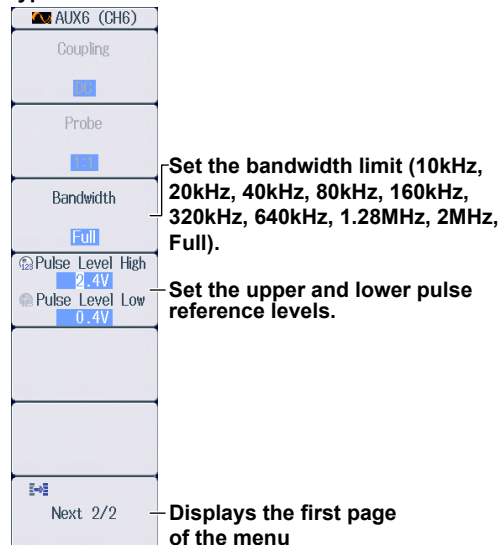 AUX6 (CH6)
Coupling
DC
Probe
1:1
Bandwidth
Full
Set the bandwidth limit (10kHz,
20kHz, 40kHz, 80kHz, 160kHz,
320kHz, 640kHz, 1.28MHz, 2MHz,
Full).
Pulse Level High
2.4V
Pulse Level Low
0.4V
Set the upper and lower pulse
reference levels.
Next 2/2
Displays the first page
of the menu